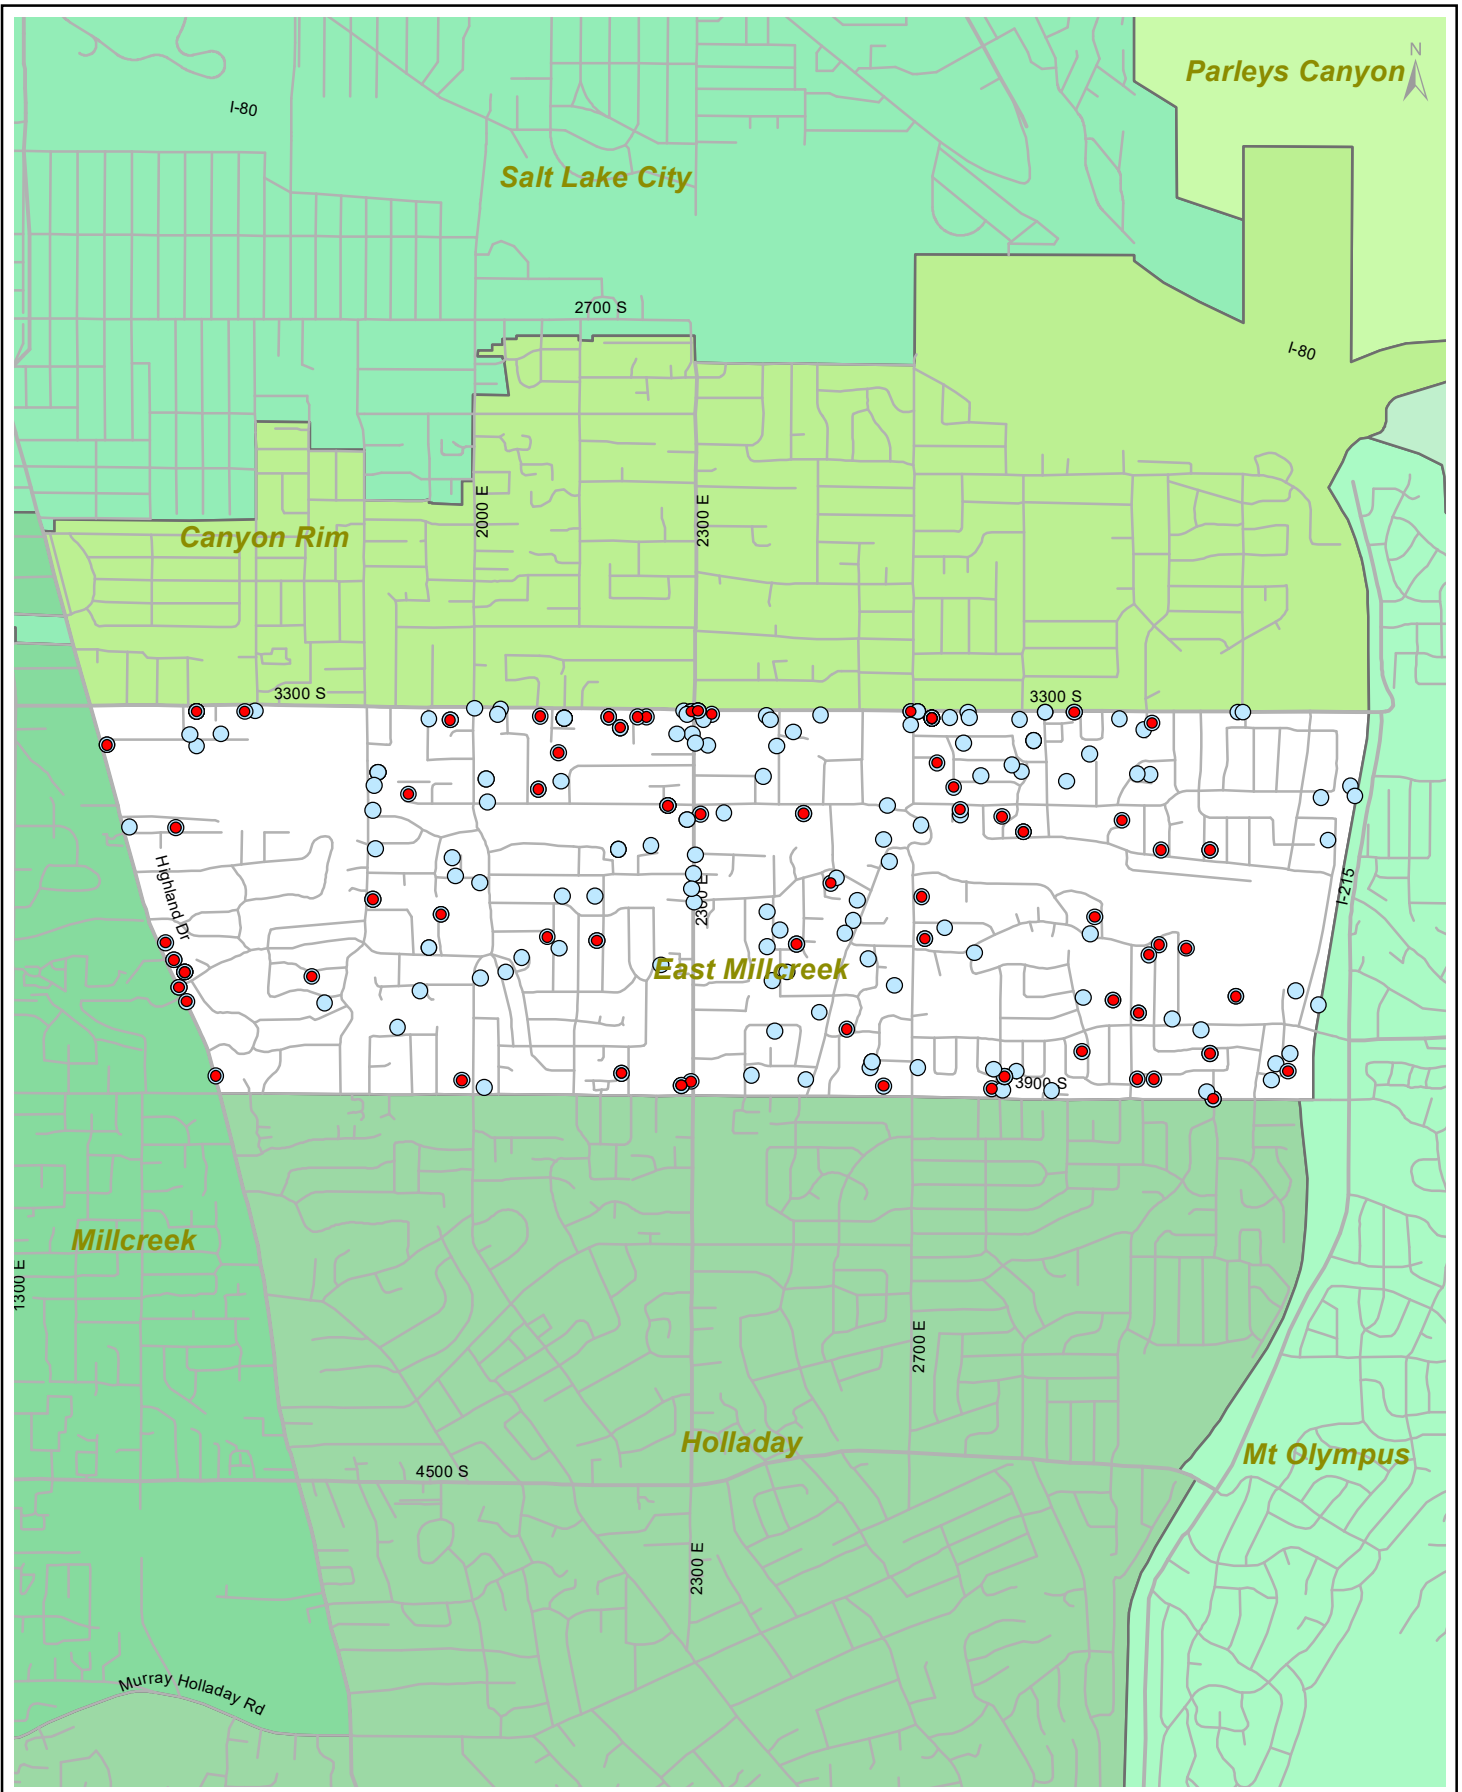 N
Parleys Canyon
I-80
Salt Lake City
2700 S
I-80
2000 E
2300 E
Canyon Rim
3300 S
3300 S
Highland Dr
I-215
2300 E
East Millcreek
3900 S
Millcreek
1300 E
2700 E
Holladay
Mt Olympus
4500 S
2300 E
Murray Holladay Rd